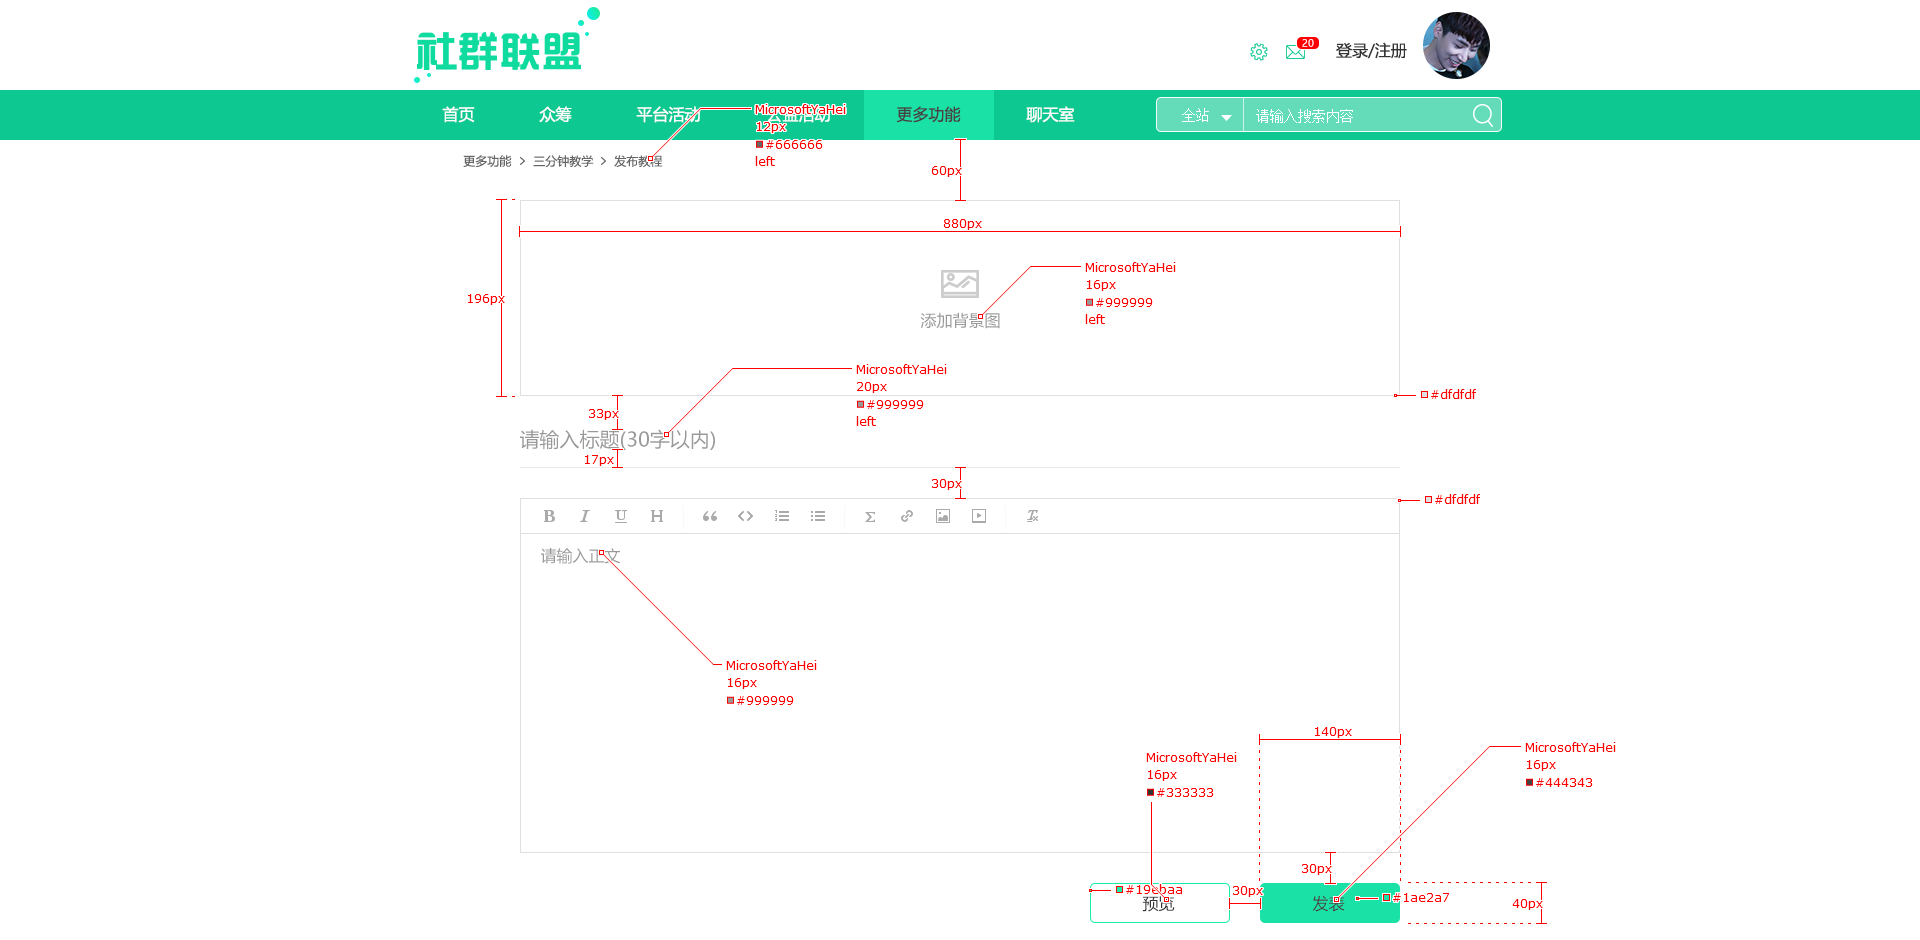 社群联盟
20
登录/注册
首页
众筹
平台活动
公益活动
更多功能
聊天室
全站
请输入搜索内容
MicrosoftYaHei
12px
#666666
left
更多功能 > 三分钟教学 > 发布教程
60px
880px
196px
MicrosoftYaHei
16px
#999999
left
添加背景图
MicrosoftYaHei
20px
#999999
left
#dfdfdf
33px
请输入标题(30字以内)
17px
30px
#dfdfdf
B I U H
请输入正文
MicrosoftYaHei
16px
#999999
140px
MicrosoftYaHei
16px
#333333
MicrosoftYaHei
16px
#444343
30px
30px
#1ae2a7
40px
预览
发表